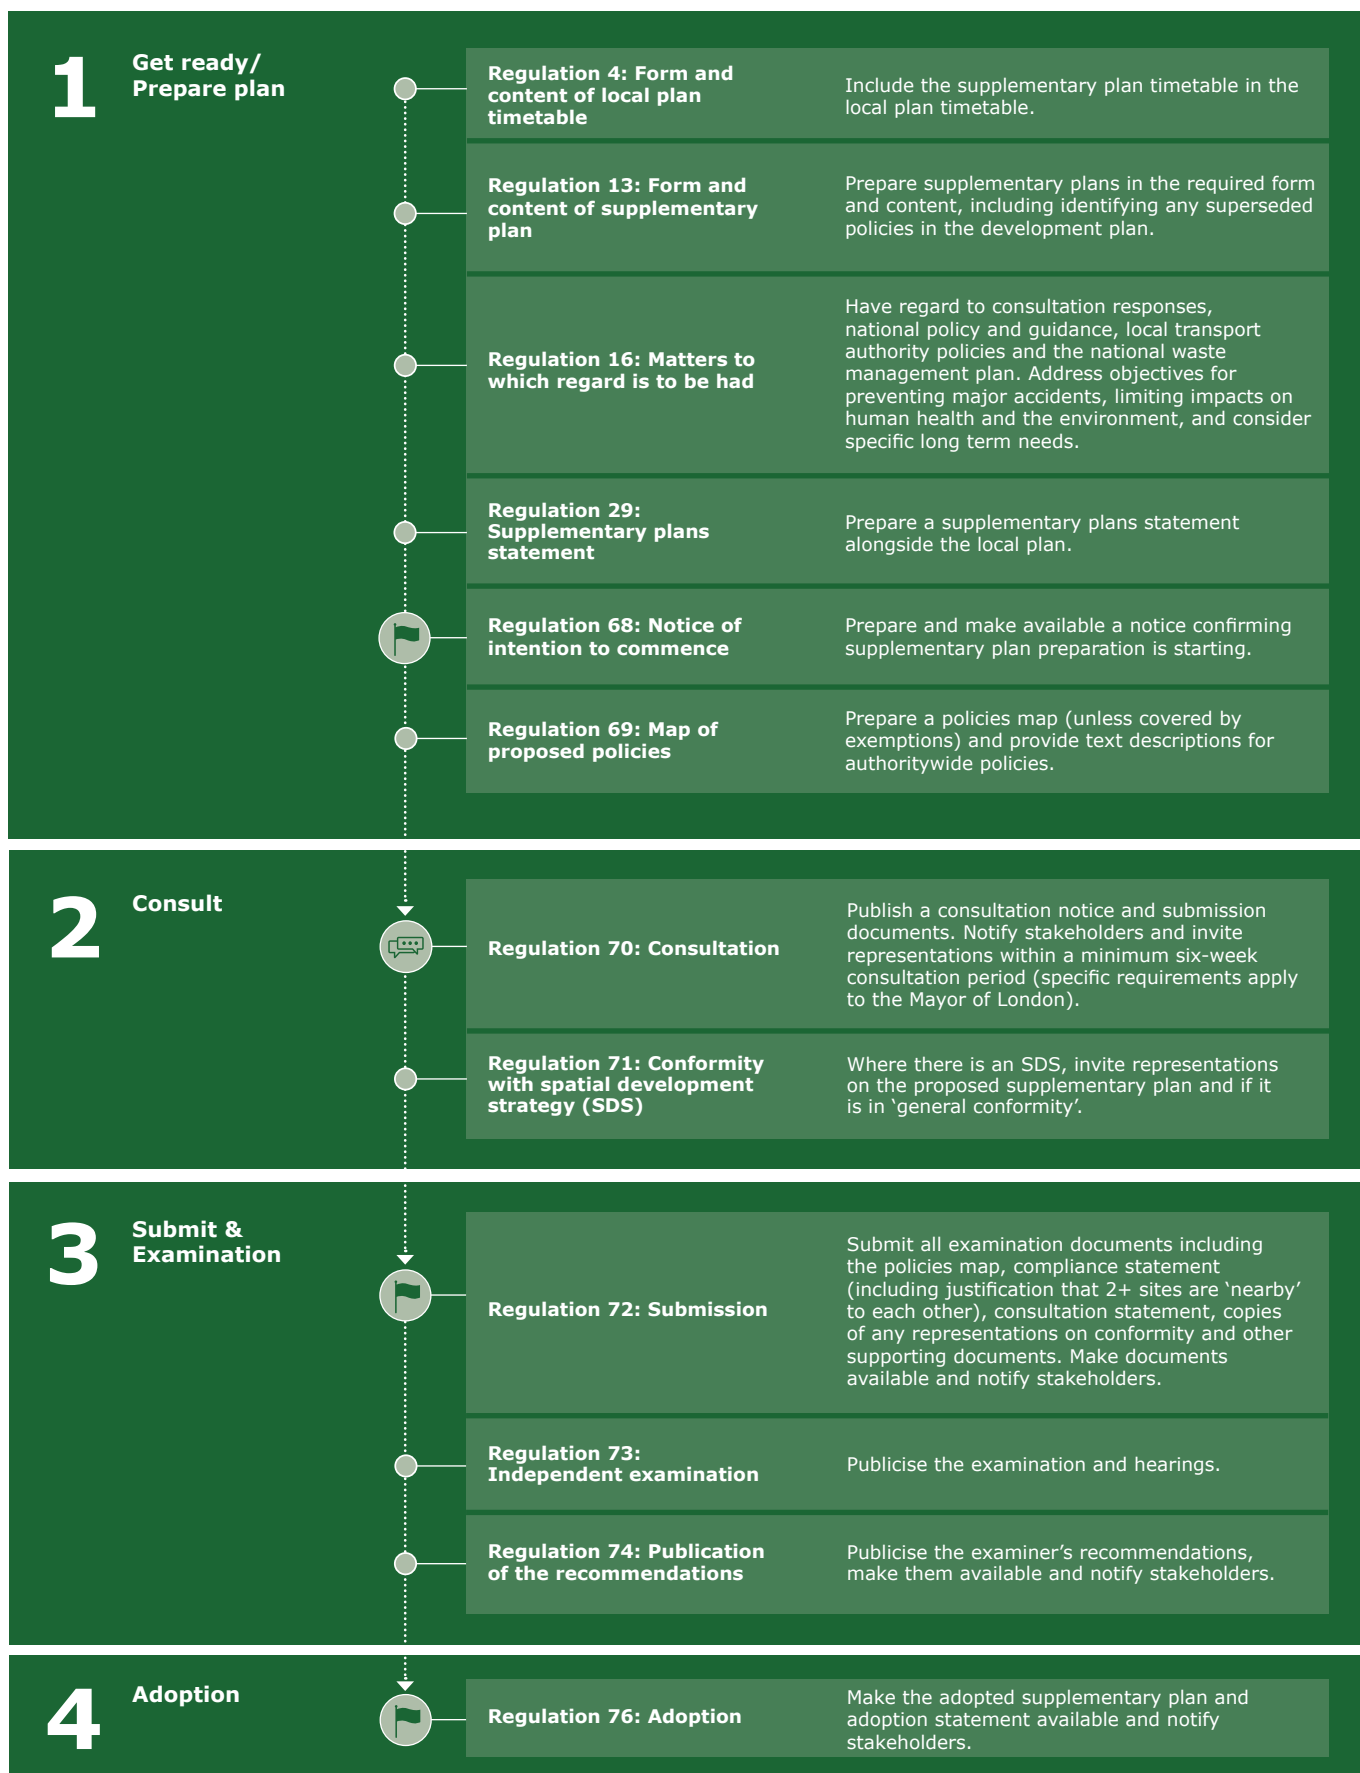 1
Get ready/
Prepare plan
Regulation 4: Form and
content of local plan
timetable
Include the supplementary plan timetable in the
local plan timetable.
Regulation 13: Form and
content of supplementary
plan
Prepare supplementary plans in the required form
and content, including identifying any superseded
policies in the development plan.
Regulation 16: Matters to
which regard is to be had
Have regard to consultation responses,
national policy and guidance, local transport
authority policies and the national waste
management plan. Address objectives for
preventing major accidents, limiting impacts on
human health and the environment, and consider
specific long term needs.
Regulation 29:
Supplementary plans
statement
Prepare a supplementary plans statement
alongside the local plan.
Regulation 68: Notice of
intention to commence
Prepare and make available a notice confirming
supplementary plan preparation is starting.
Regulation 69: Map of
proposed policies
Prepare a policies map (unless covered by
exemptions) and provide text descriptions for
authoritywide policies.
2
Consult
Regulation 70: Consultation
Publish a consultation notice and submission
documents. Notify stakeholders and invite
representations within a minimum six-week
consultation period (specific requirements apply
to the Mayor of London).
Regulation 71: Conformity
with spatial development
strategy (SDS)
Where there is an SDS, invite representations
on the proposed supplementary plan and if it
is in ‘general conformity’.
3
Submit &
Examination
Regulation 72: Submission
Submit all examination documents including
the policies map, compliance statement
(including justification that 2+ sites are ‘nearby’
to each other), consultation statement, copies
of any representations on conformity and other
supporting documents. Make documents
available and notify stakeholders.
Regulation 73:
Independent examination
Publicise the examination and hearings.
Regulation 74: Publication
of the recommendations
Publicise the examiner’s recommendations,
make them available and notify stakeholders.
4
Adoption
Regulation 76: Adoption
Make the adopted supplementary plan and
adoption statement available and notify
stakeholders.